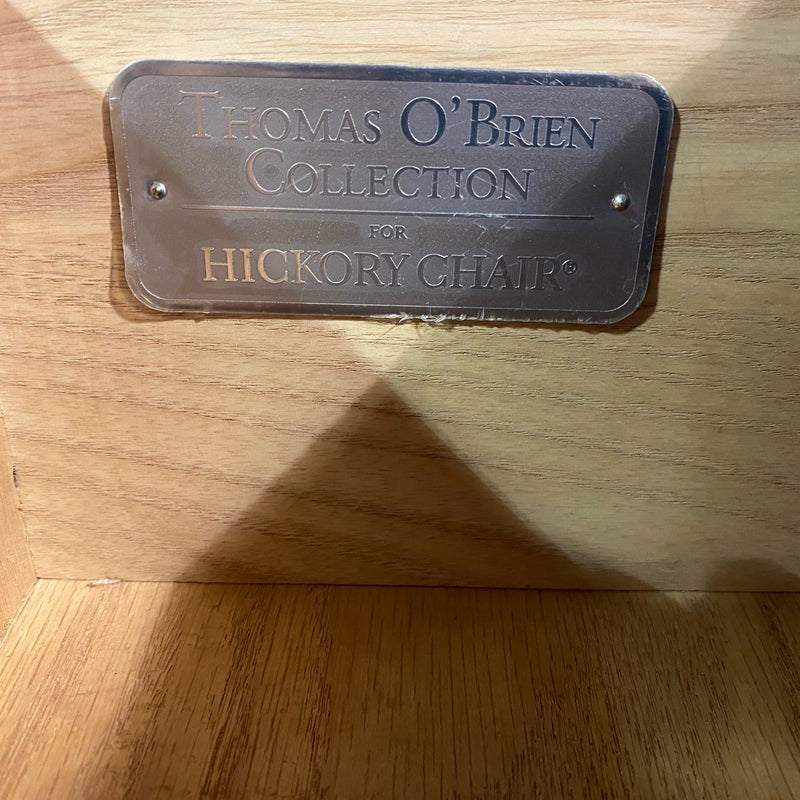 THOMAS O'BRIEN
COLLECTION
FOR
HICKORY CHAIR®